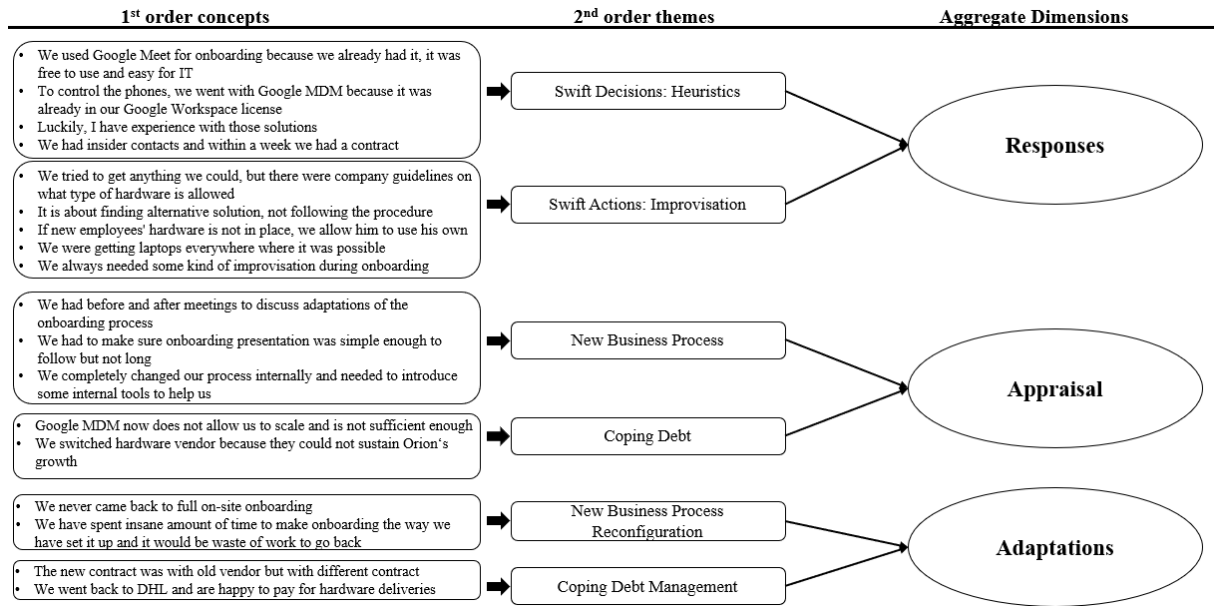 1st order concepts
2nd order themes
Aggregate Dimensions
• We used Google Meet for onboarding because we already had it, it was
free to use and easy for IT
• To control the phones, we went with Google MDM because it was
already in our Google Workspace license
• Luckily, I have experience with those solutions
• We had insider contacts and within a week we had a contract
Swift Decisions: Heuristics
• We tried to get anything we could, but there were company guidelines on
what type of hardware is allowed
• It is about finding alternative solution, not following the procedure
• If new employees' hardware is not in place, we allow him to use his own
• We were getting laptops everywhere where it was possible
• We always needed some kind of improvisation during onboarding
Swift Actions: Improvisation
Responses
• We had before and after meetings to discuss adaptations of the
onboarding process
• We had to make sure onboarding presentation was simple enough to
follow but not long
• We completely changed our process internally and needed to introduce
some internal tools to help us
New Business Process
• Google MDM now does not allow us to scale and is not sufficient enough
• We switched hardware vendor because they could not sustain Orion‘s
growth
Coping Debt
Appraisal
• We never came back to full on-site onboarding
• We have spent insane amount of time to make onboarding the way we
have set it up and it would be waste of work to go back
New Business Process
Reconfiguration
• The new contract was with old vendor but with different contract
• We went back to DHL and are happy to pay for hardware deliveries
Coping Debt Management
Adaptations